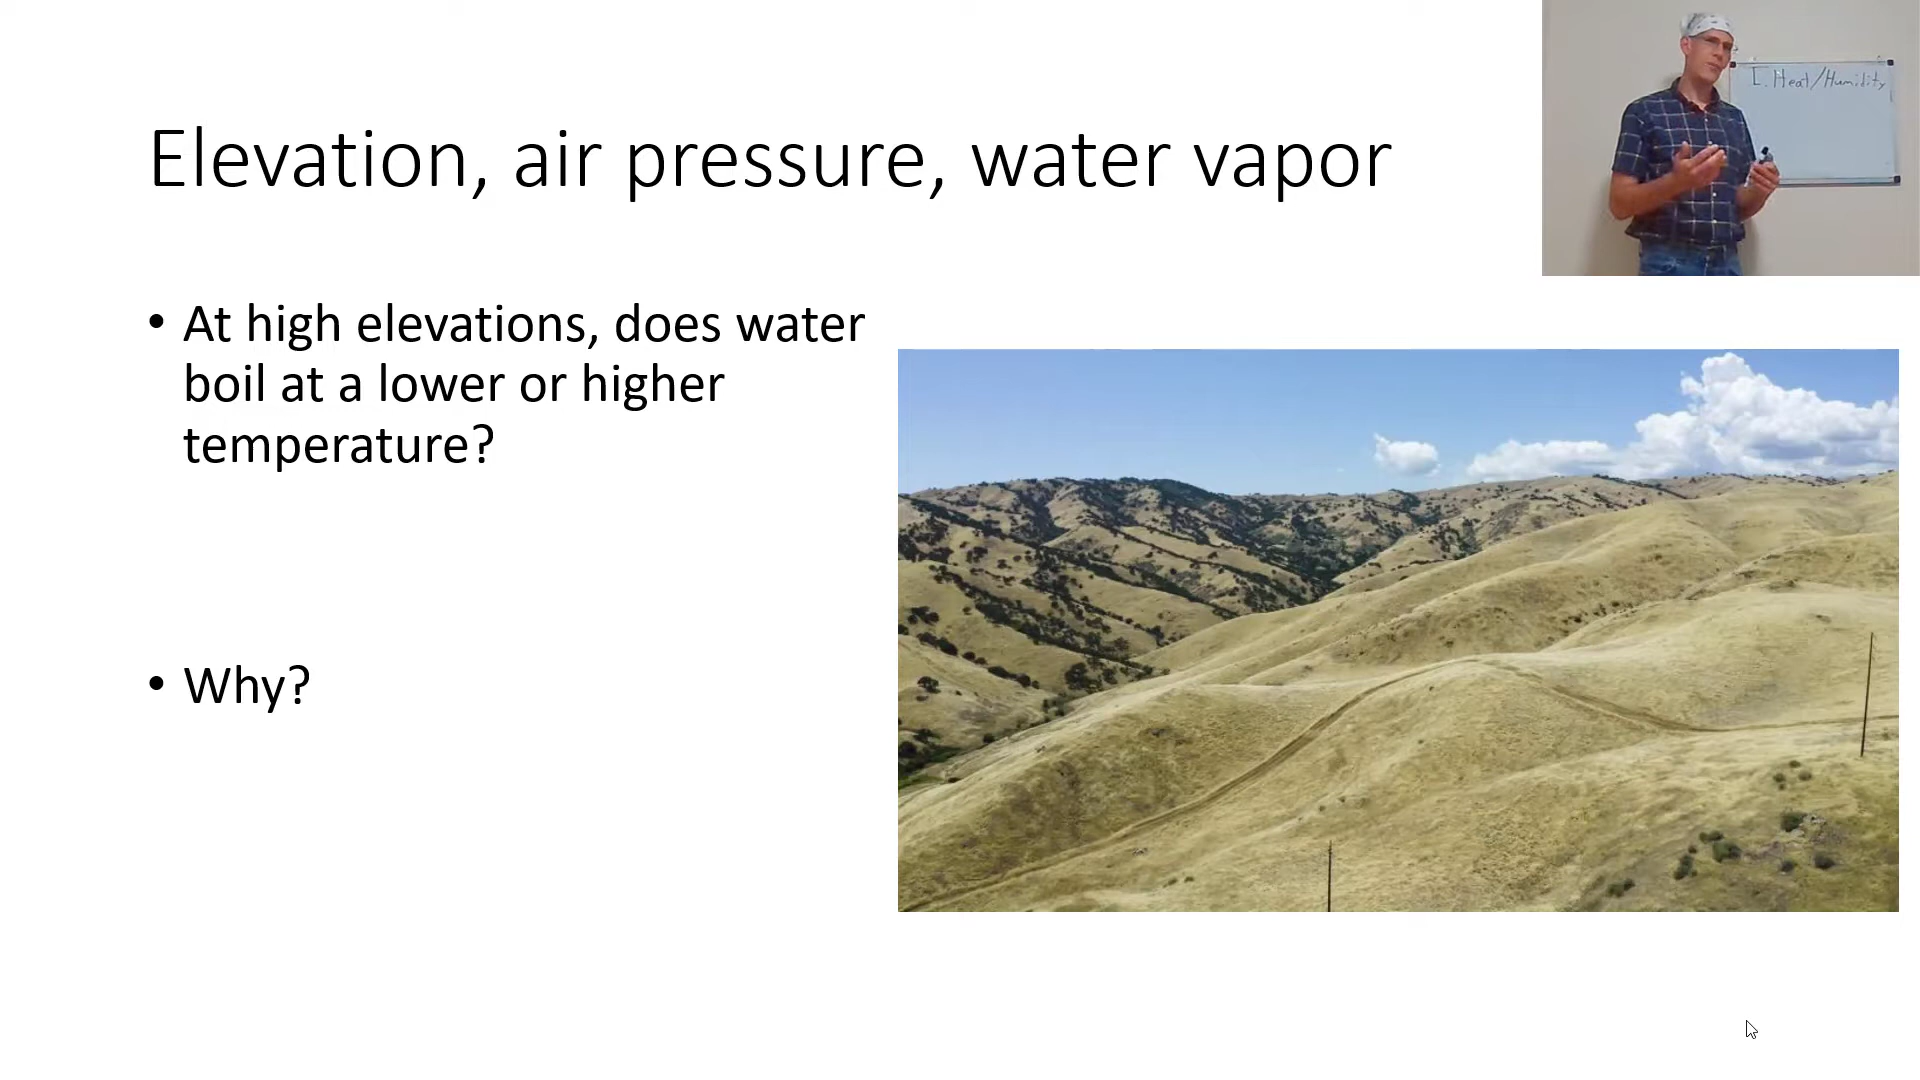 Elevation, air pressure, water vapor
I. Heat/Humidity
• At high elevations, does water
boil at a lower or higher
temperature?
• Why?